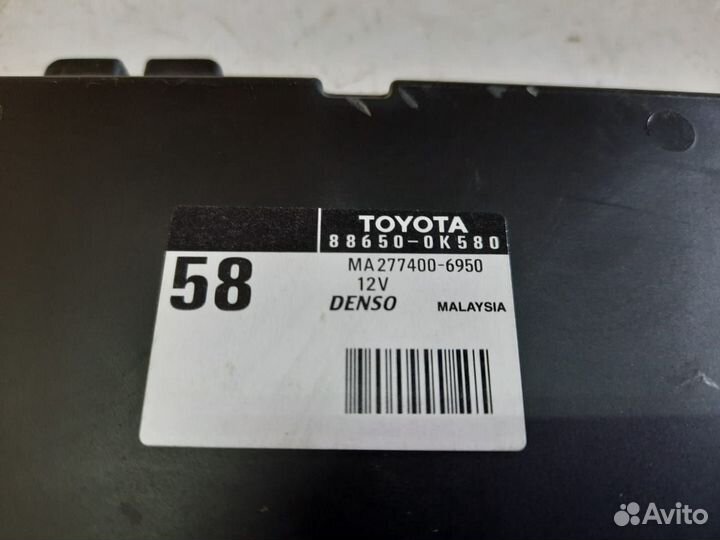 TOYOTA
88650-0K580
58
MA277400-6950
12V
DENSO MALAYSIA
Avito